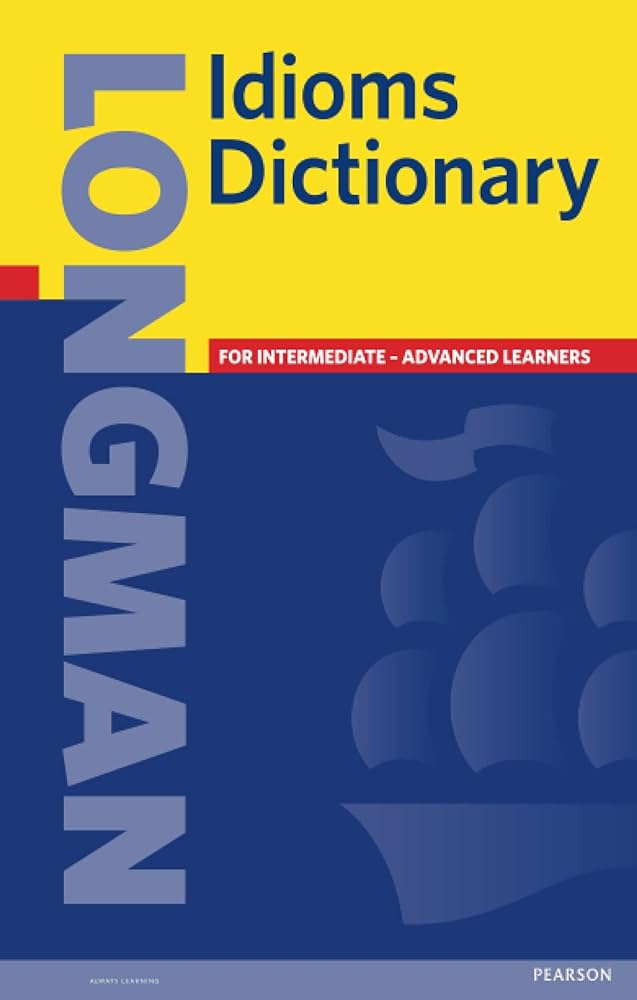 LONGMAN
Idioms
Dictionary
FOR INTERMEDIATE – ADVANCED LEARNERS
ALWAYS LEARNING
PEARSON